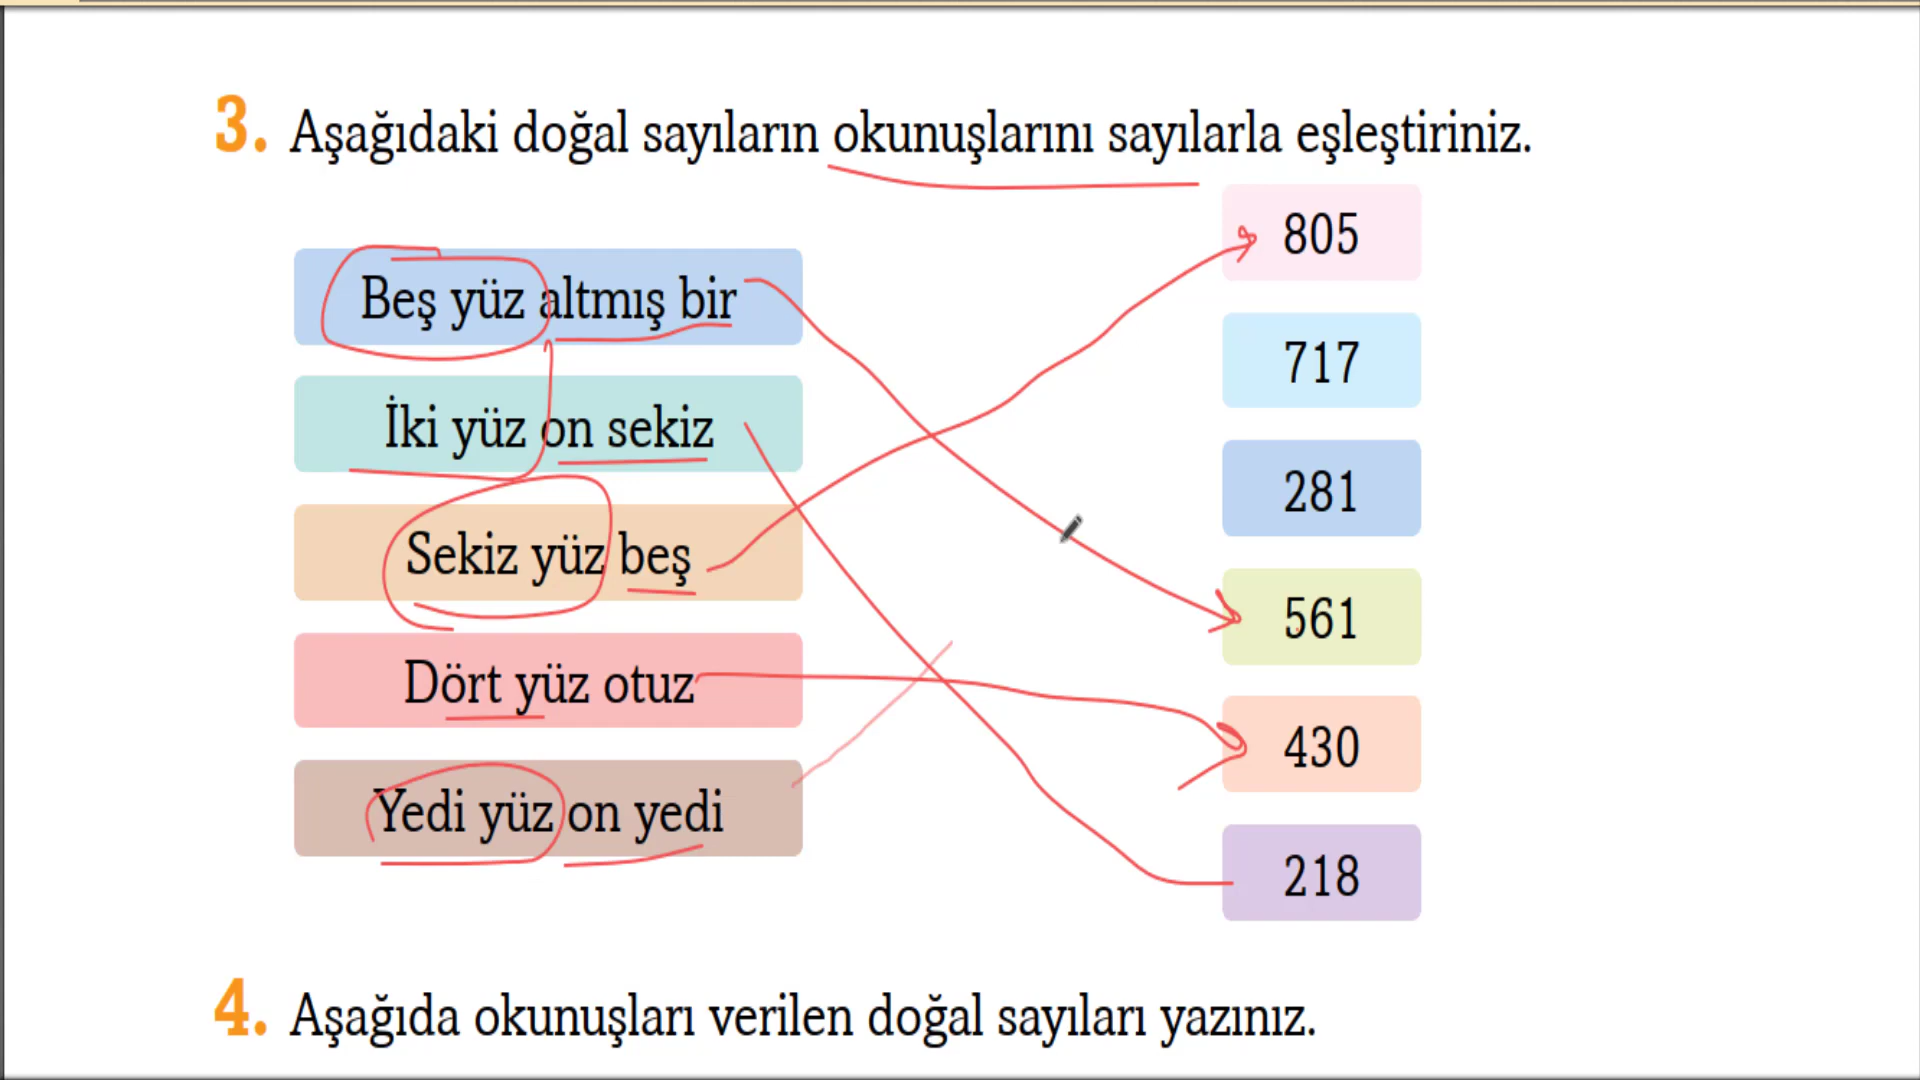 3. Aşağıdaki doğal sayıların okunuşlarını sayılarla eşleştiriniz.
Beş yüz altmış bir
İki yüz on sekiz
Sekiz yüz beş
Dört yüz otuz
Yedi yüz on yedi
805
717
281
561
430
218
4. Aşağıda okunuşları verilen doğal sayıları yazınız.